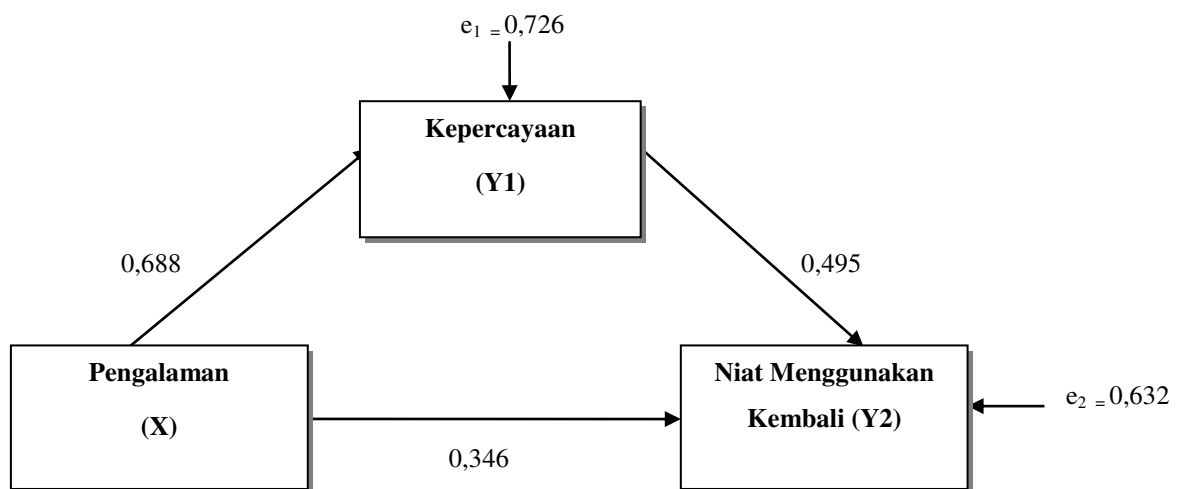 e₁ = 0,726
Kepercayaan
(Y1)
0,688
0,495
Pengalaman
(X)
Niat Menggunakan
Kembali (Y2)
e₂ = 0,632
0,346